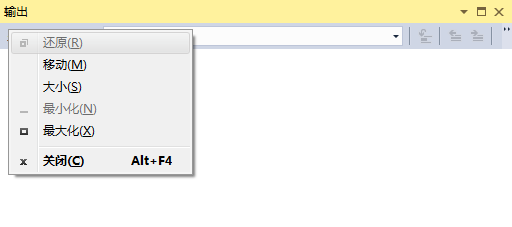 输出
还原(R)
移动(M)
大小(S)
最小化(N)
最大化(X)
关闭(C) Alt+F4